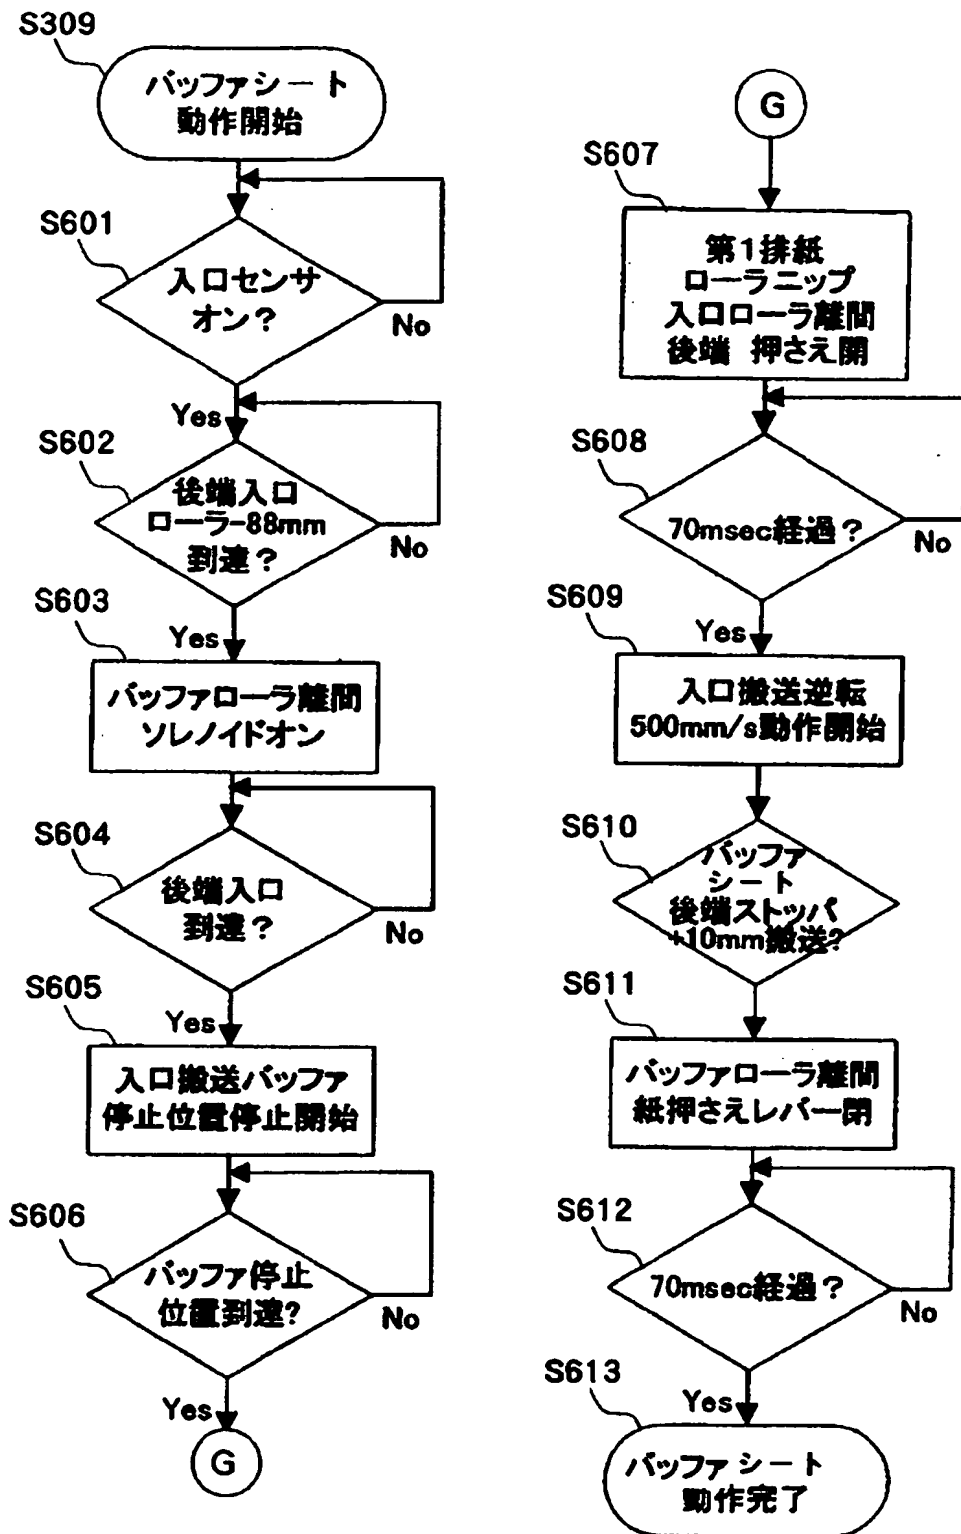 S309
バッファシート
動作開始
S601
入口センサ
オン?
No
Yes
S602
後端入口
ローラ-88mm
到達?
No
S603
Yes
バッファローラ離間
ソレノイドオン
S604
後端入口
到達?
No
S605
Yes
入口搬送バッファ
停止位置停止開始
S606
バッファ停止
位置到達?
No
Yes
G
G
S607
第1排紙
ローラニップ
入口ローラ離間
後端 押さえ開
S608
70msec経過?
No
S609
Yes
入口搬送逆転
500mm/s動作開始
S610
バッファ
シート
後端ストッパ
+10mm搬送?
S611
バッファローラ離間
紙押さえレバー閉
S612
70msec経過?
No
S613
Yes
バッファシート
動作完了